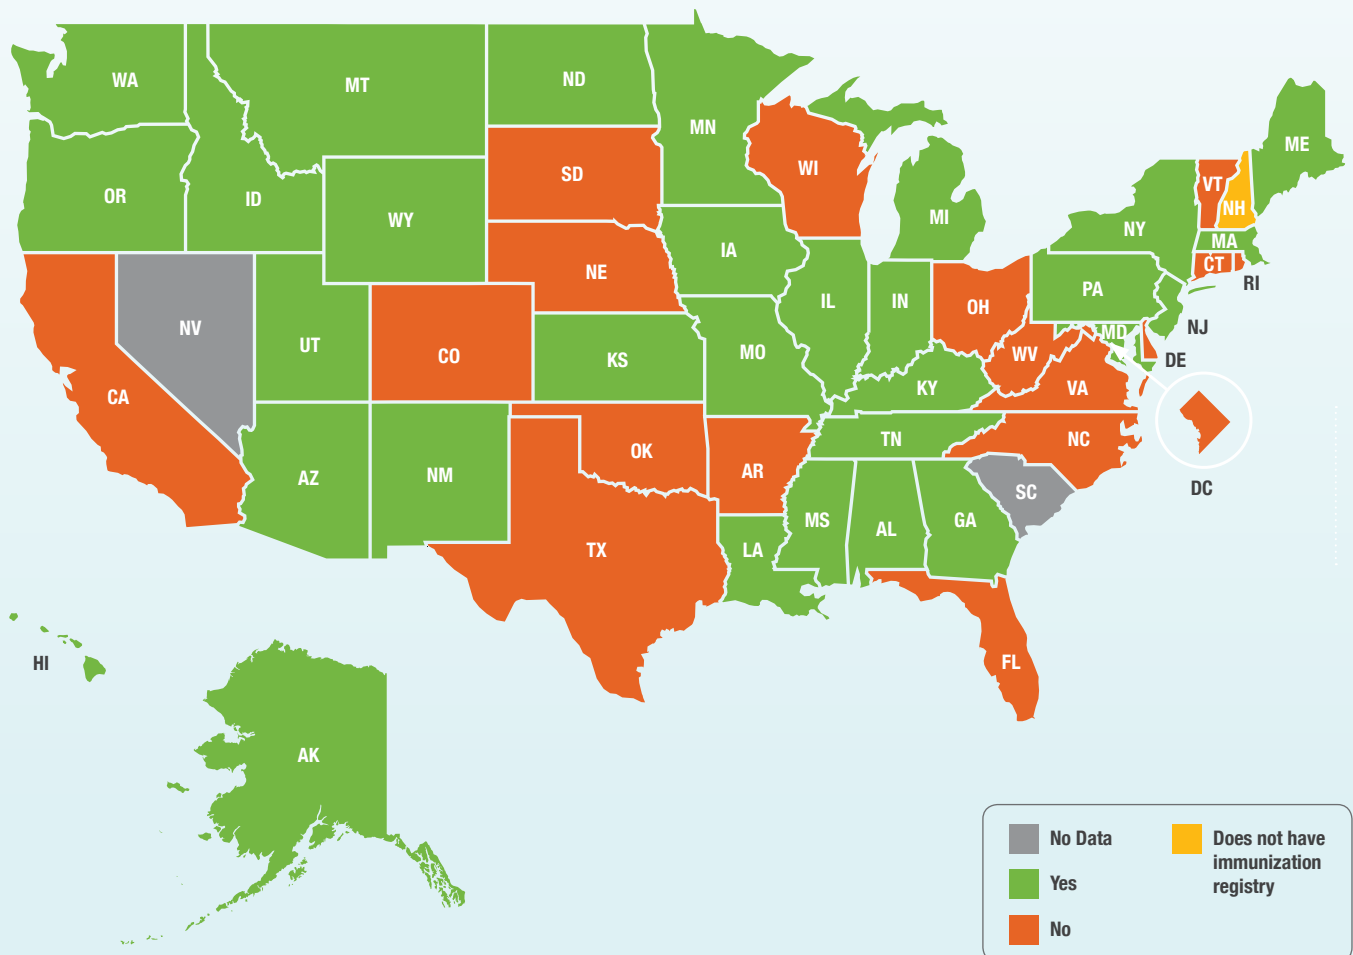 WA
MT
ND
MN
ME
OR
ID
SD
WI
VT
NH
WY
MI
NY
MA
IA
CT
RI
NE
PA
NV
IL
IN
OH
NJ
UT
CO
MO
MD
DE
KS
WV
CA
KY
VA
TN
NC
AZ
NM
OK
AR
DC
SC
MS
AL
GA
TX
LA
HI
FL
AK
No Data
Yes
No
Does not have
immunization
registry